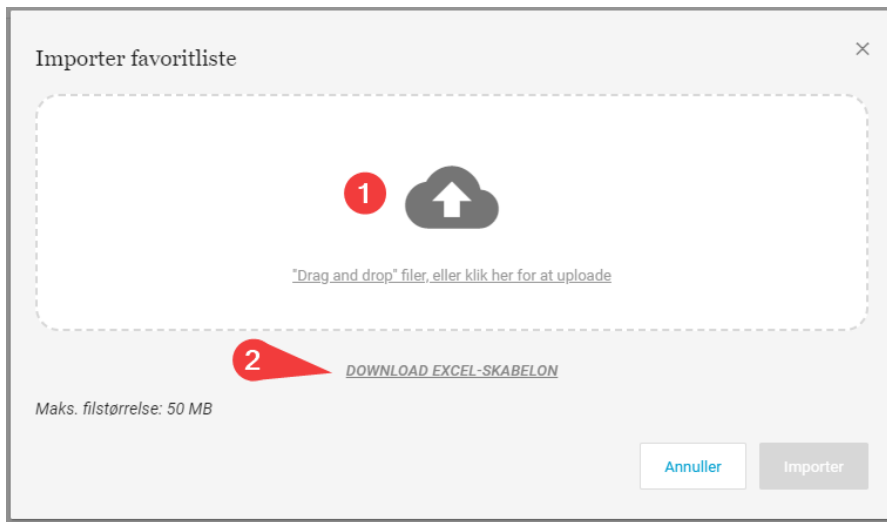 Importer favoritliste
1
"Drag and drop" filer, eller klik her for at uploade
2
DOWNLOAD EXCEL-SKABELON
Maks. filstørrelse: 50 MB
Annuller
Importer